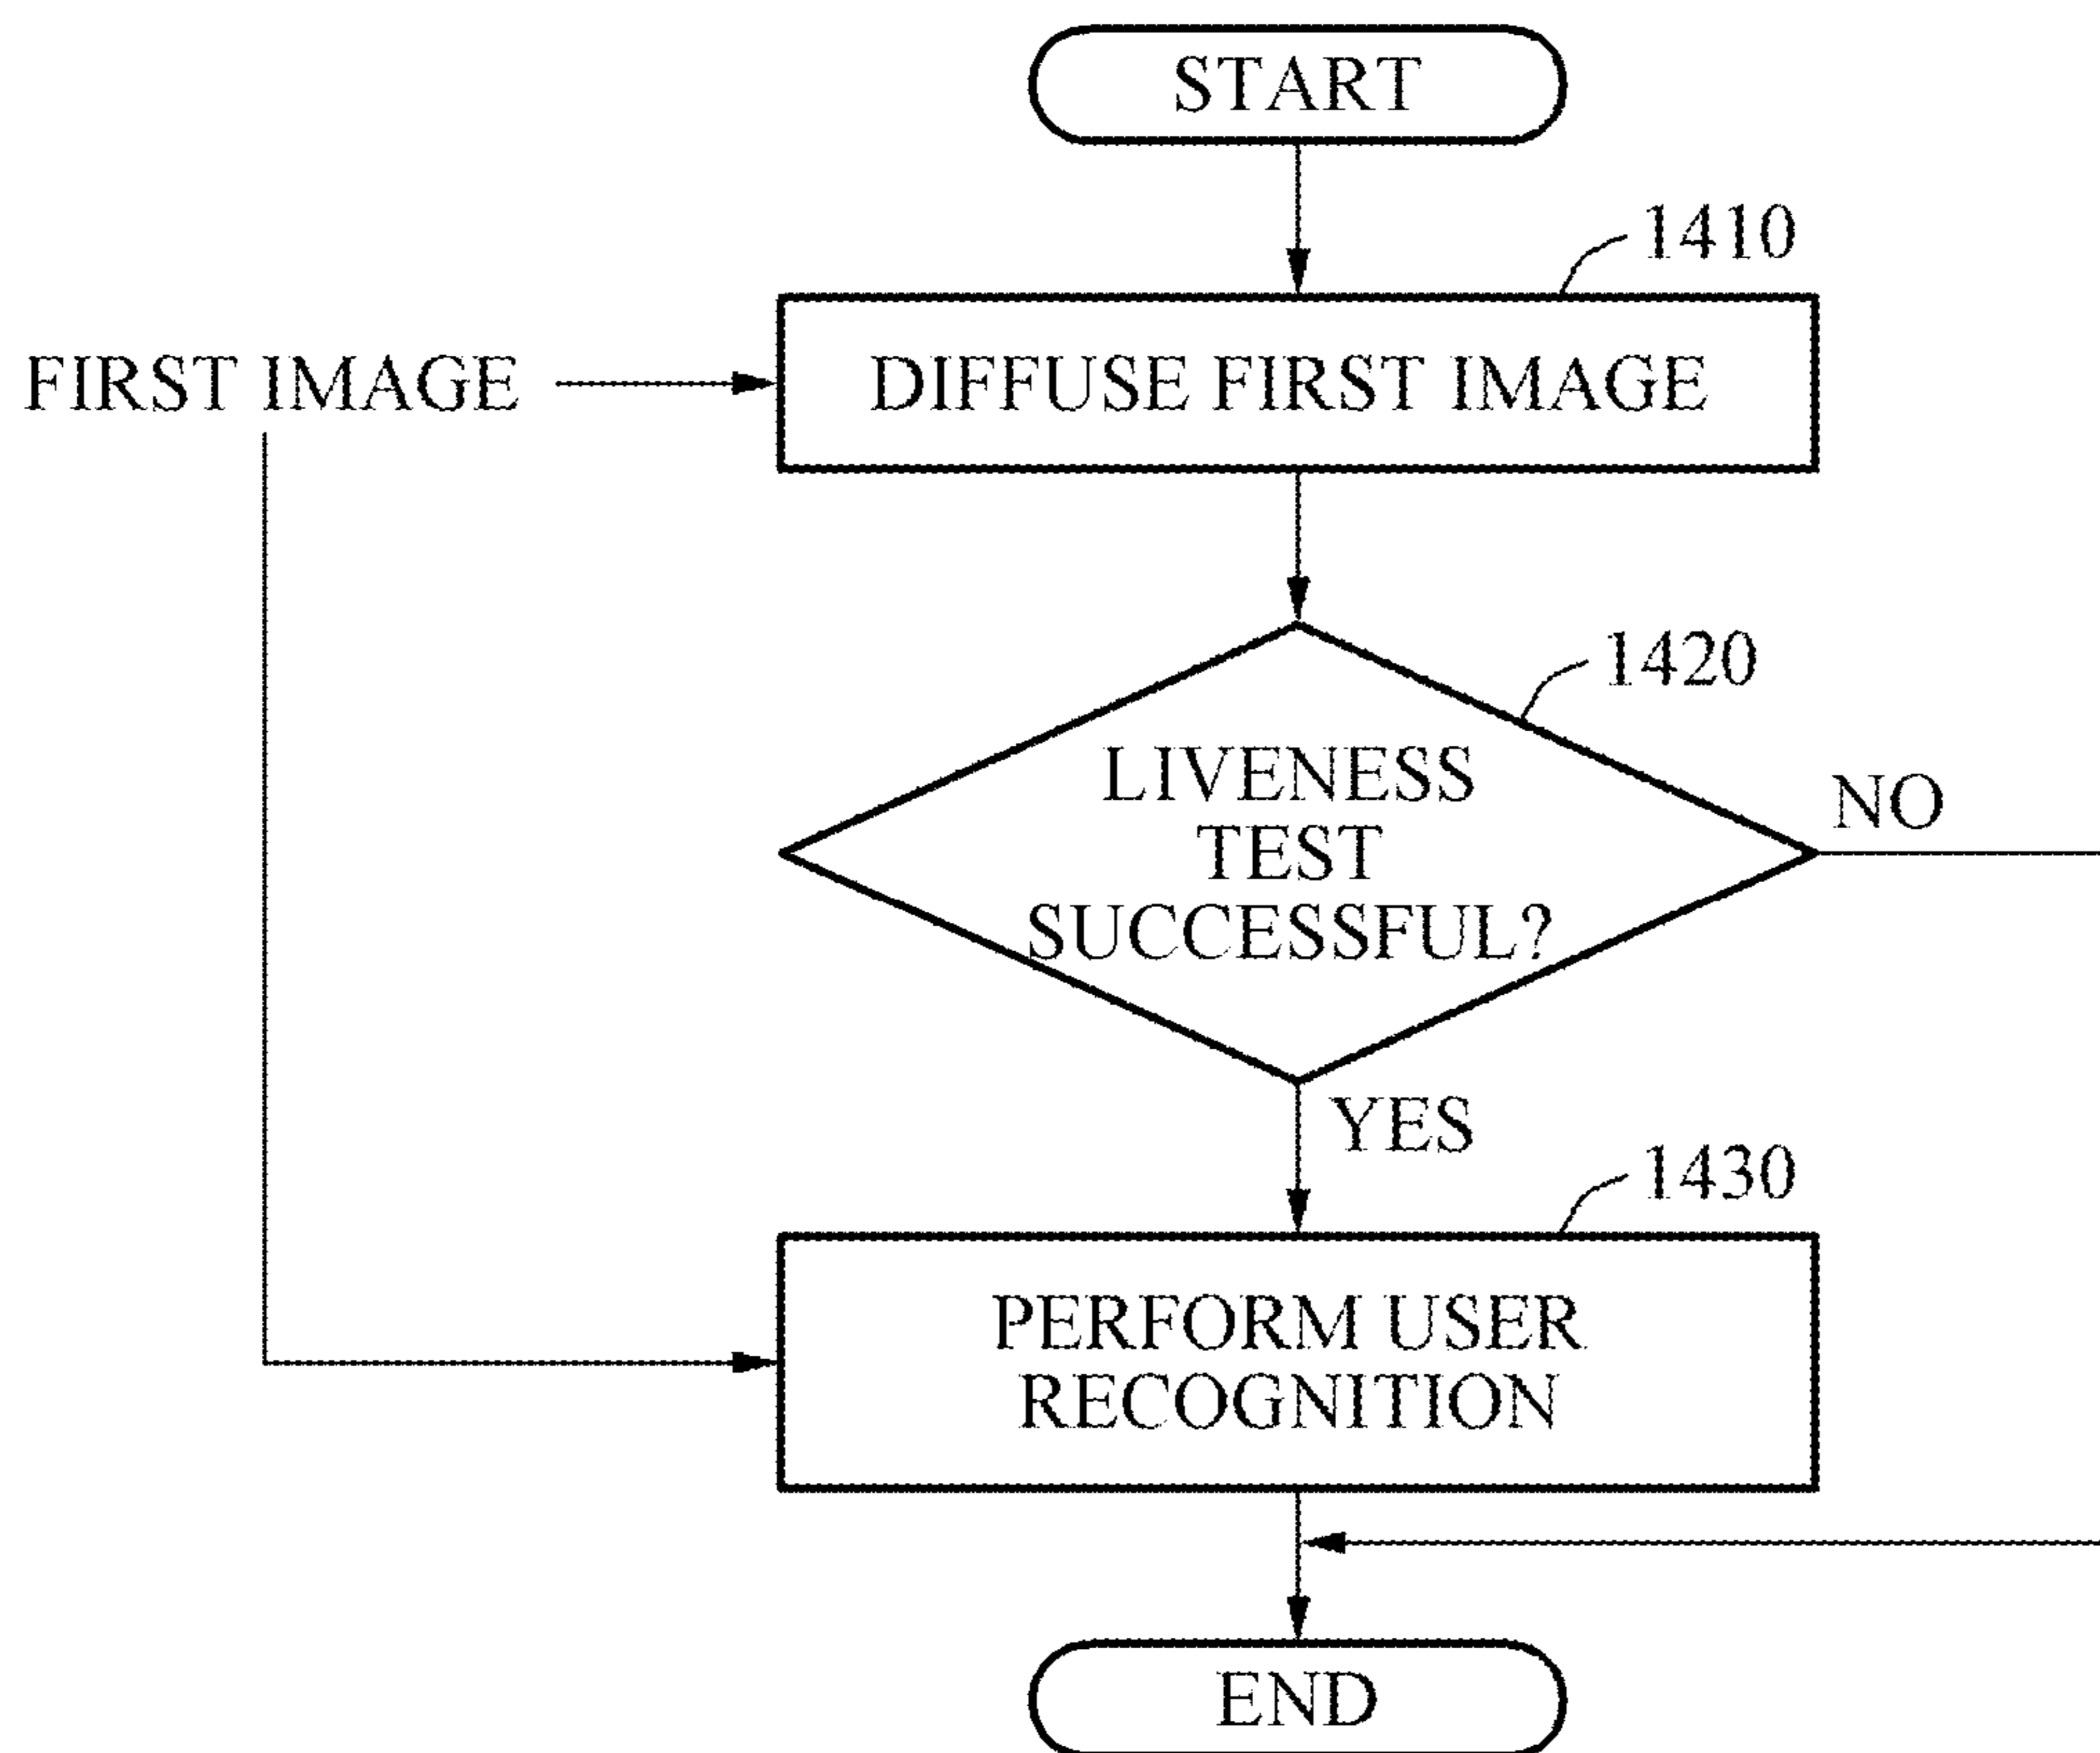 START
1410
FIRST IMAGE
DIFFUSE FIRST IMAGE
1420
LIVENESS
TEST
SUCCESSFUL?
NO
YES
1430
PERFORM USER
RECOGNITION
END